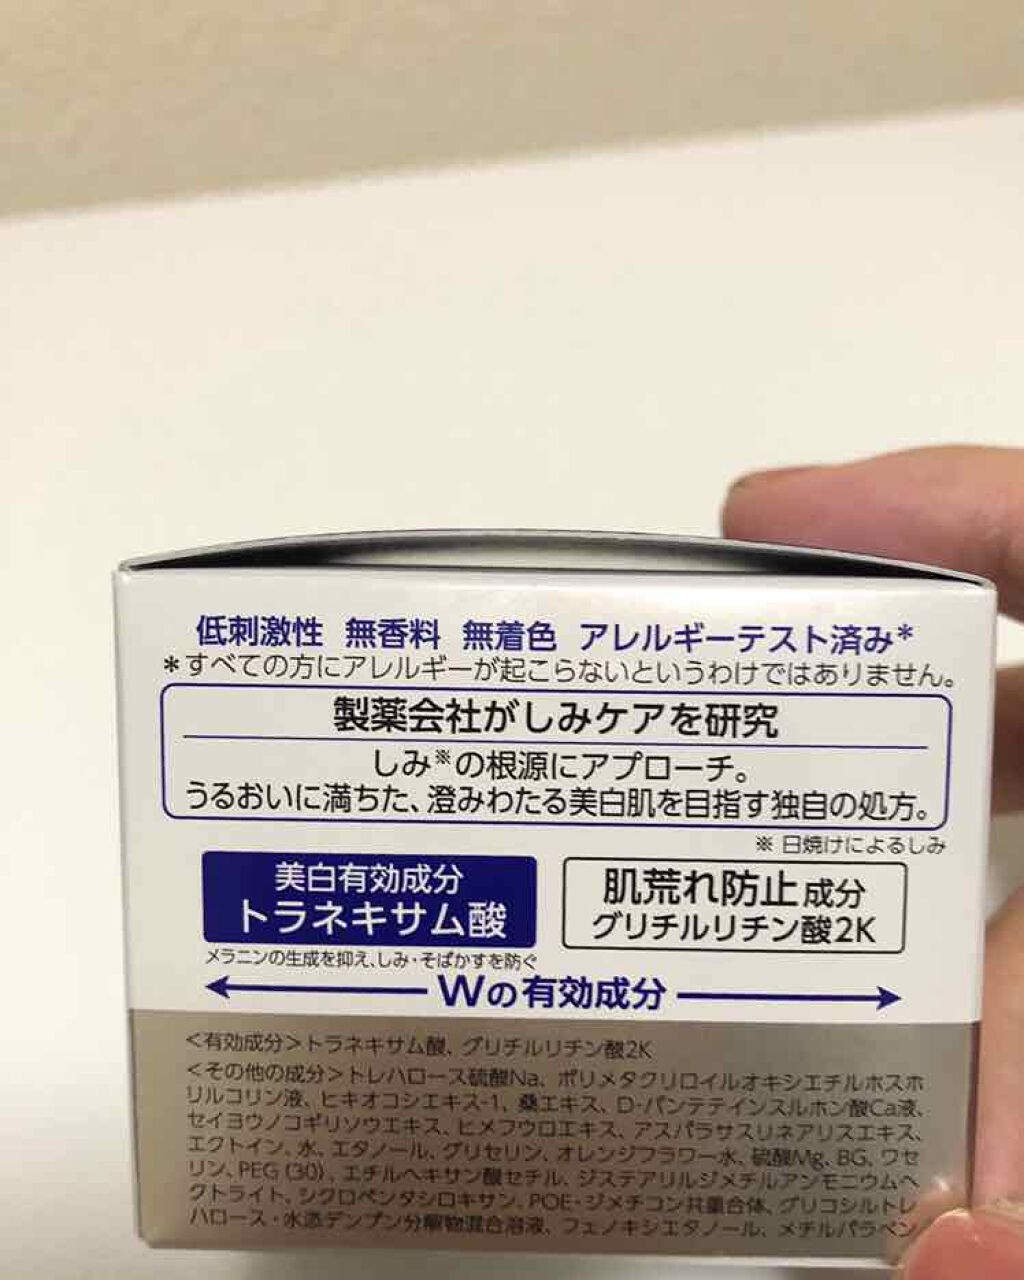 低刺激性 無香料 無着色 アレルギーテスト済み*
*すべての方にアレルギーが起こらないというわけではありません。
製薬会社がしみケアを研究
しみ※の根源にアプローチ。
うるおいに満ちた、澄みわたる美白肌を目指す独自の処方。
※ 日焼けによるしみ
美白有効成分
トラネキサム酸
肌荒れ防止成分
グリチルリチン酸2K
メラニンの生成を抑え、しみ・そばかすを防ぐ
Wの有効成分
<有効成分>トラネキサム酸、グリチルリチン酸2K
<その他の成分>トレハロース硫酸Na、ポリメタクリロイルオキシエチルホスホ
リルコリン液、ヒキオコシエキス-1、桑エキス、D-パンテテインスルホン酸Ca液、
セイヨウノコギリソウエキス、ヒメフウロエキス、アスパラサスリネアリスエキス、
エクトイン、水、エタノール、グリセリン、オレンジフラワー水、硫酸Mg、BG、ワセ
リン、PEG(30)、エチルヘキサン酸セチル、ジステアリルジメチルアンモニウムヘ
クトライト、シクロペンタシロキサン、POE・ジメチコン共重合体、グリコシルトレ
ハロース・水添デンプン分解物混合溶液、フェノキシエタノール、メチルパラベン